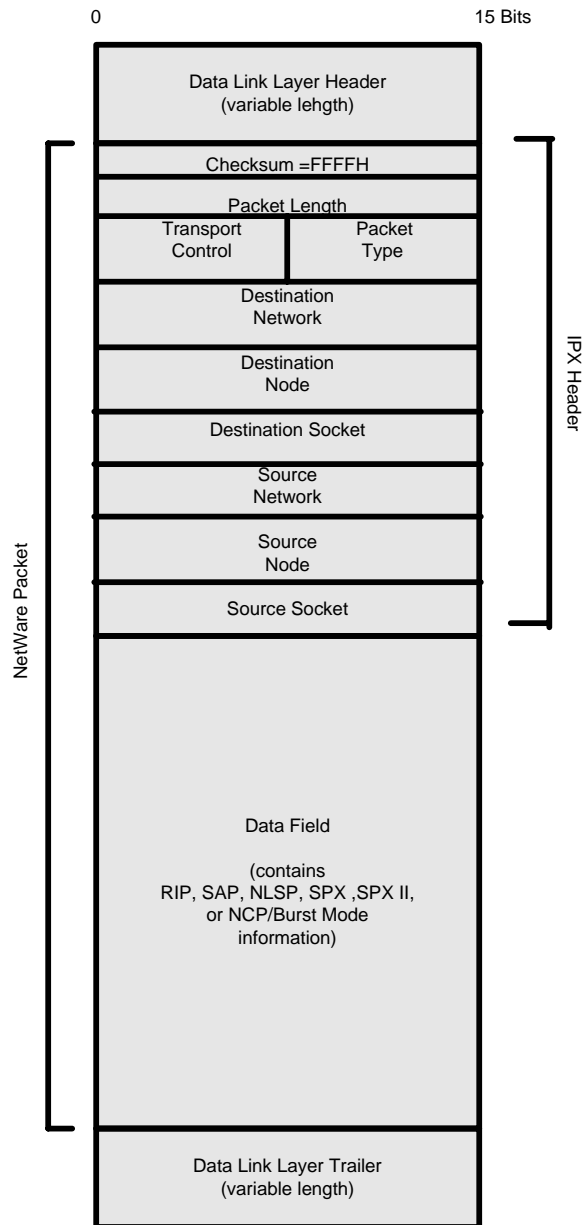 0 15 Bits
Data Link Layer Header
(variable lehgth)
Checksum =FFFFH
Packet Length
Transport
Control
Packet
Type
Destination
Network
Destination
Node
Destination Socket
Source
Network
Source
Node
Source Socket
IPX Header
NetWare Packet
Data Field
(contains
RIP, SAP, NLSP, SPX ,SPX II,
or NCP/Burst Mode
information)
Data Link Layer Trailer
(variable length)